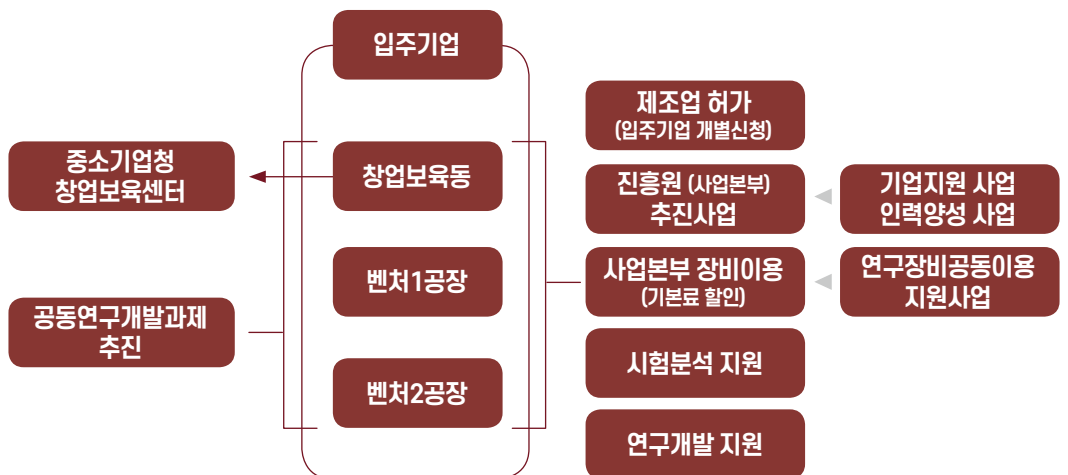 입주기업
중소기업청
창업보육센터
공동연구개발과제
추진
창업보육동
벤처1공장
벤처2공장
제조업 허가
(입주기업 개별신청)
진흥원 (사업본부)
추진사업
사업본부 장비이용
(기본료 할인)
시험분석 지원
연구개발 지원
기업지원 사업
인력양성 사업
연구장비공동이용
지원사업